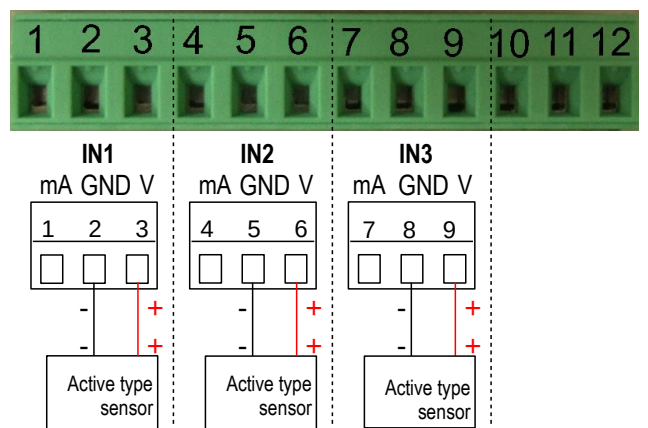 1 2 3 4 5 6 7 8 9 10 11 12
IN1 IN2 IN3
mA GND V mA GND V mA GND V
1 2 3 4 5 6 7 8 9
- + - + - +
- + - + - +
Active type sensor
Active type sensor
Active type sensor